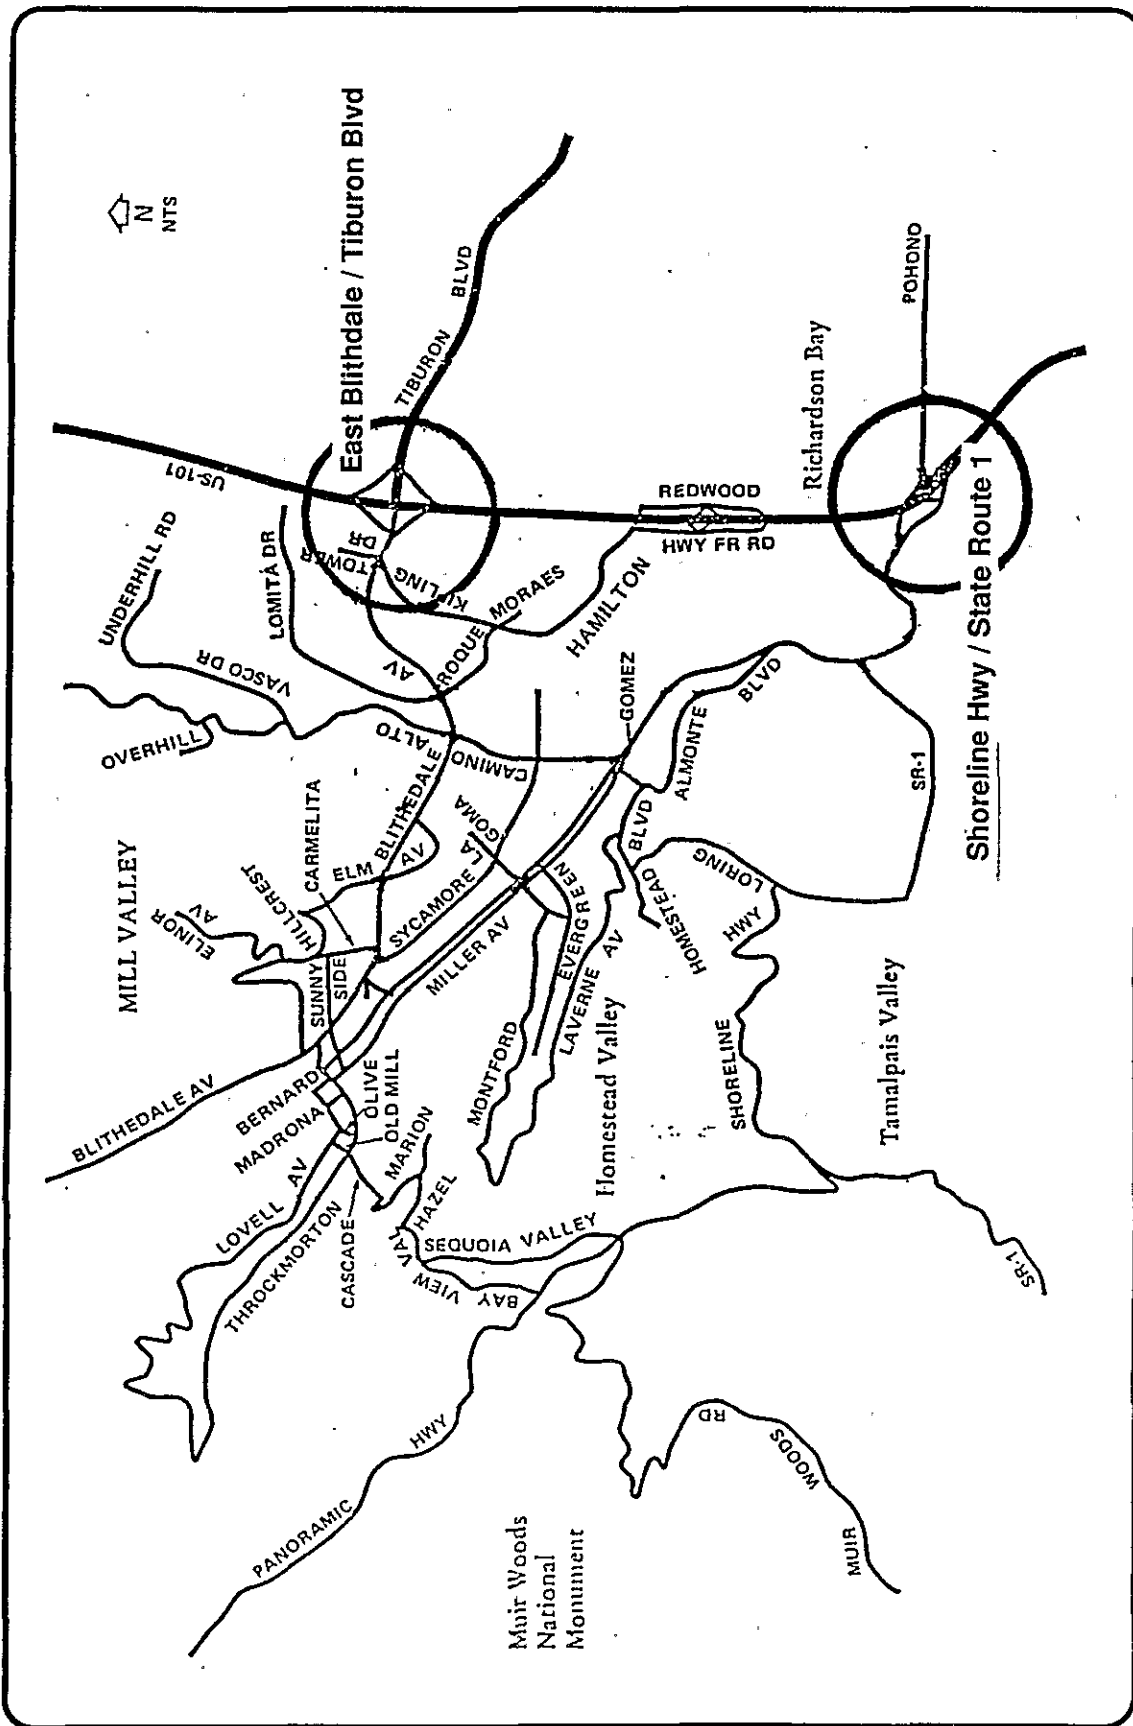 N
NTS
East Blithdale / Tiburon Blvd
TIBURON
BLVD
US-101
UNDERHILL RD
LOMITA DR
TOWER
DR
KIPLING
VASCO DR
OVERHILL
AV
ROQUE
MORAES
HAMILTON
REDWOOD
HWY FR RD
Richardson Bay
POHONO
Shoreline Hwy / State Route 1
MILL VALLEY
ELINOR
AV
HILLCREST
CARMELITA
ELM
AV
BLITHEDALE
ALTO
CAMINO
SUNNY
SIDE
SYCAMORE
LA
GOMA
MILLER AV
EVERGREEN
GOMEZ
ALMONTE
BLVD
BLVD
HOMESTEAD
LORING
HWY
SR-1
BLITHEDALE AV
BERNARD
MADRONA
OLIVE
OLD MILL
LOVELL
AV
THROCKMORTON
CASCADE
MARION
HAZEL
VAL
VIEW
BAY
SEQUOIA
VALLEY
MONTFORD
LAVERNE
AV
Homestead Valley
SHORELINE
Tamalpais Valley
SR-1
PANORAMIC
HWY
Muir Woods
National
Monument
MUIR
WOODS
RD